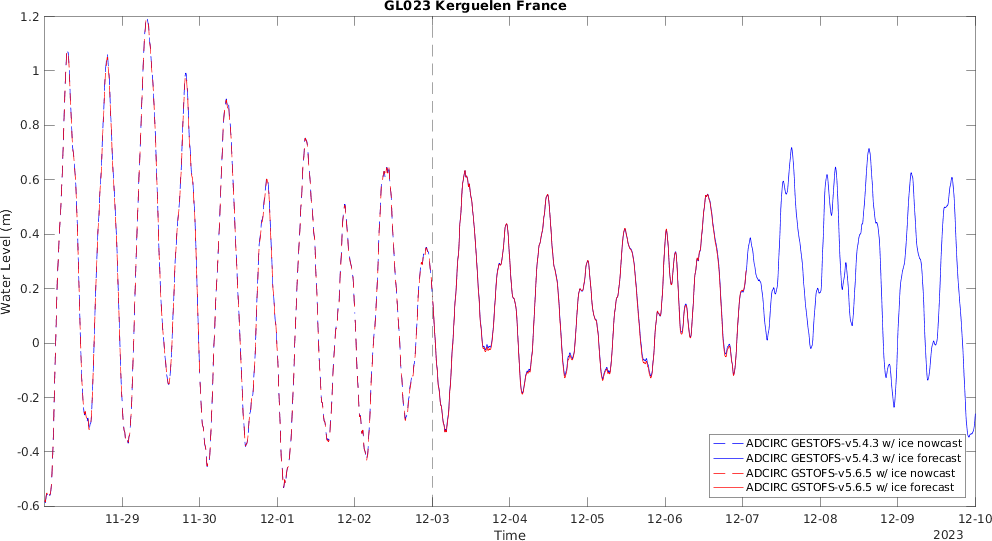 GL023 Kerguelen France
1.2
1
0.8
0.6
0.4
0.2
0
-0.2
-0.4
-0.6
Water Level (m)
11-29 11-30 12-01 12-02 12-03 12-04 12-05 12-06 12-07 12-08 12-09 12-10
Time
2023
ADCIRC GESTOFS-v5.4.3 w/ ice nowcast
ADCIRC GESTOFS-v5.4.3 w/ ice forecast
ADCIRC GSTOFS-v5.6.5 w/ ice nowcast
ADCIRC GSTOFS-v5.6.5 w/ ice forecast